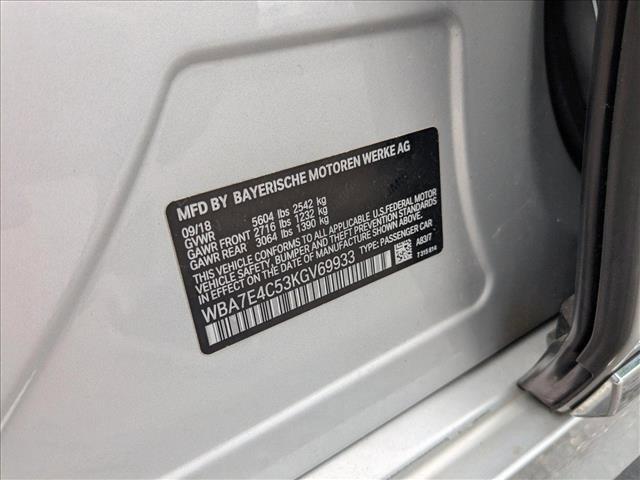 MFD BY BAYERISCHE MOTOREN WERKE AG
09/18
GVWR 5604 lbs 2542 kg
GAWR FRONT 2716 lbs 1232 kg
GAWR REAR 3064 lbs 1390 kg
THIS VEHICLE CONFORMS TO ALL APPLICABLE U.S. FEDERAL MOTOR
VEHICLE SAFETY, BUMPER, AND THEFT PREVENTION STANDARDS
IN EFFECT ON THE DATE OF MANUFACTURE SHOWN ABOVE.
WBA7E4C53KGV69933 TYPE: PASSENGER CAR
A83/7